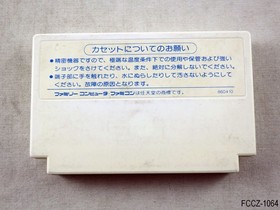 カセットについてのお願い
●精密機器ですので、極端な温度条件下での使用や保管および強い
ショックをさけてください。また、絶対に分解しないでください。
●端子部に手を触れたり、水にぬらしたりして汚さないようにして
ください。故障の原因となります。
ファミリーコンピュータ ファミコンは任天堂の商標です。
FCCZ-1064